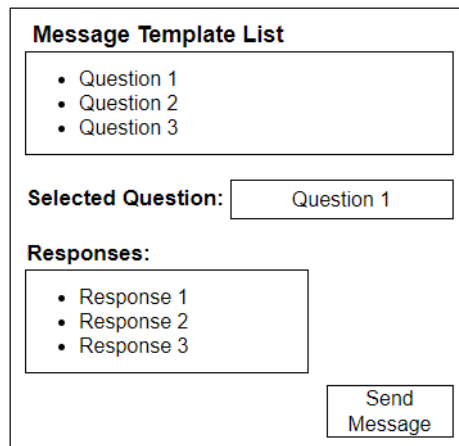 Message Template List
• Question 1
• Question 2
• Question 3
Selected Question: Question 1
Responses:
• Response 1
• Response 2
• Response 3
Send
Message